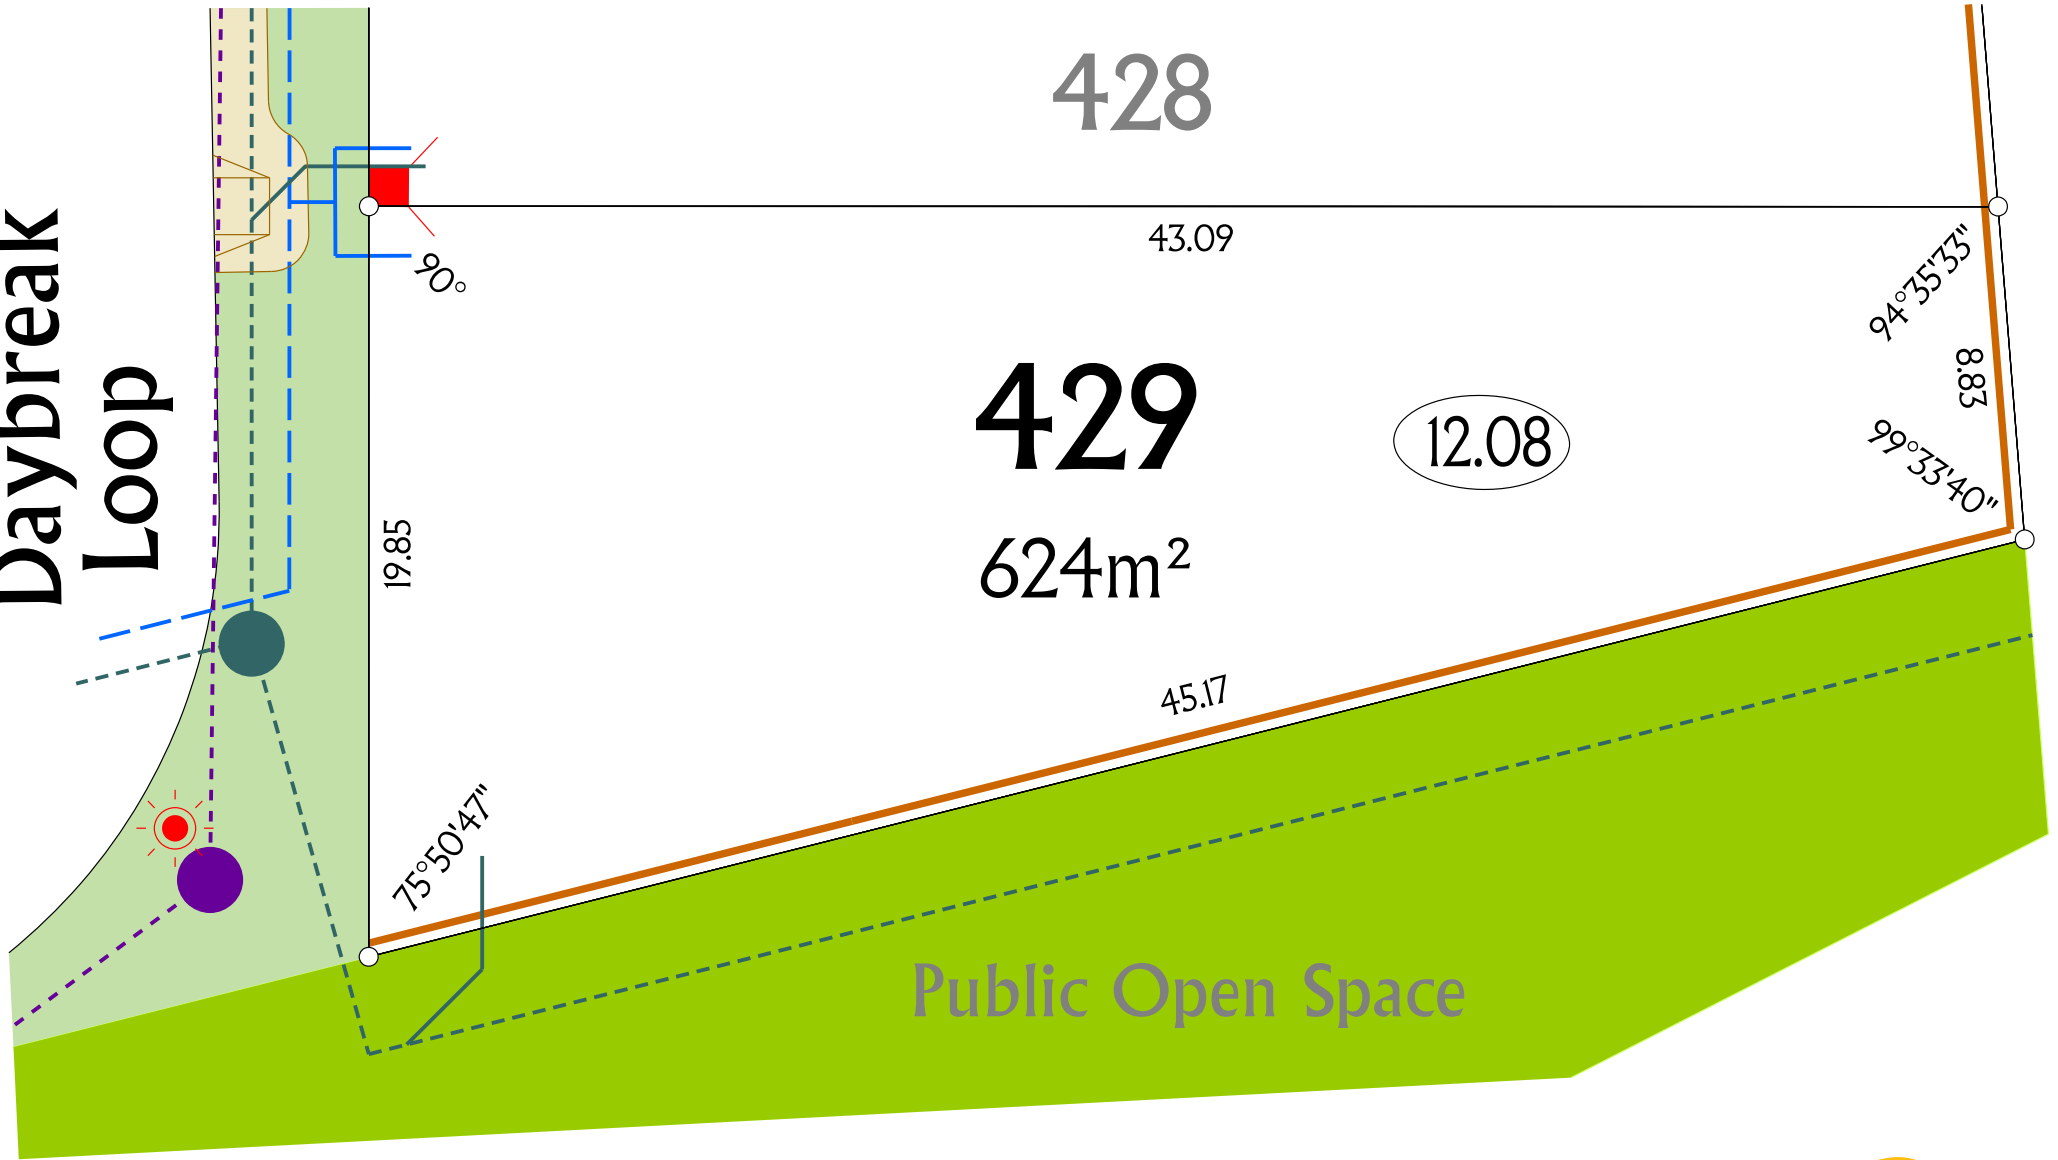 428
Daybreak
Loop
43.09
90°
94°35'33"
8.83
429
12.08
99°33'40"
19.85
624m²
45.17
75°50'47"
Public Open Space